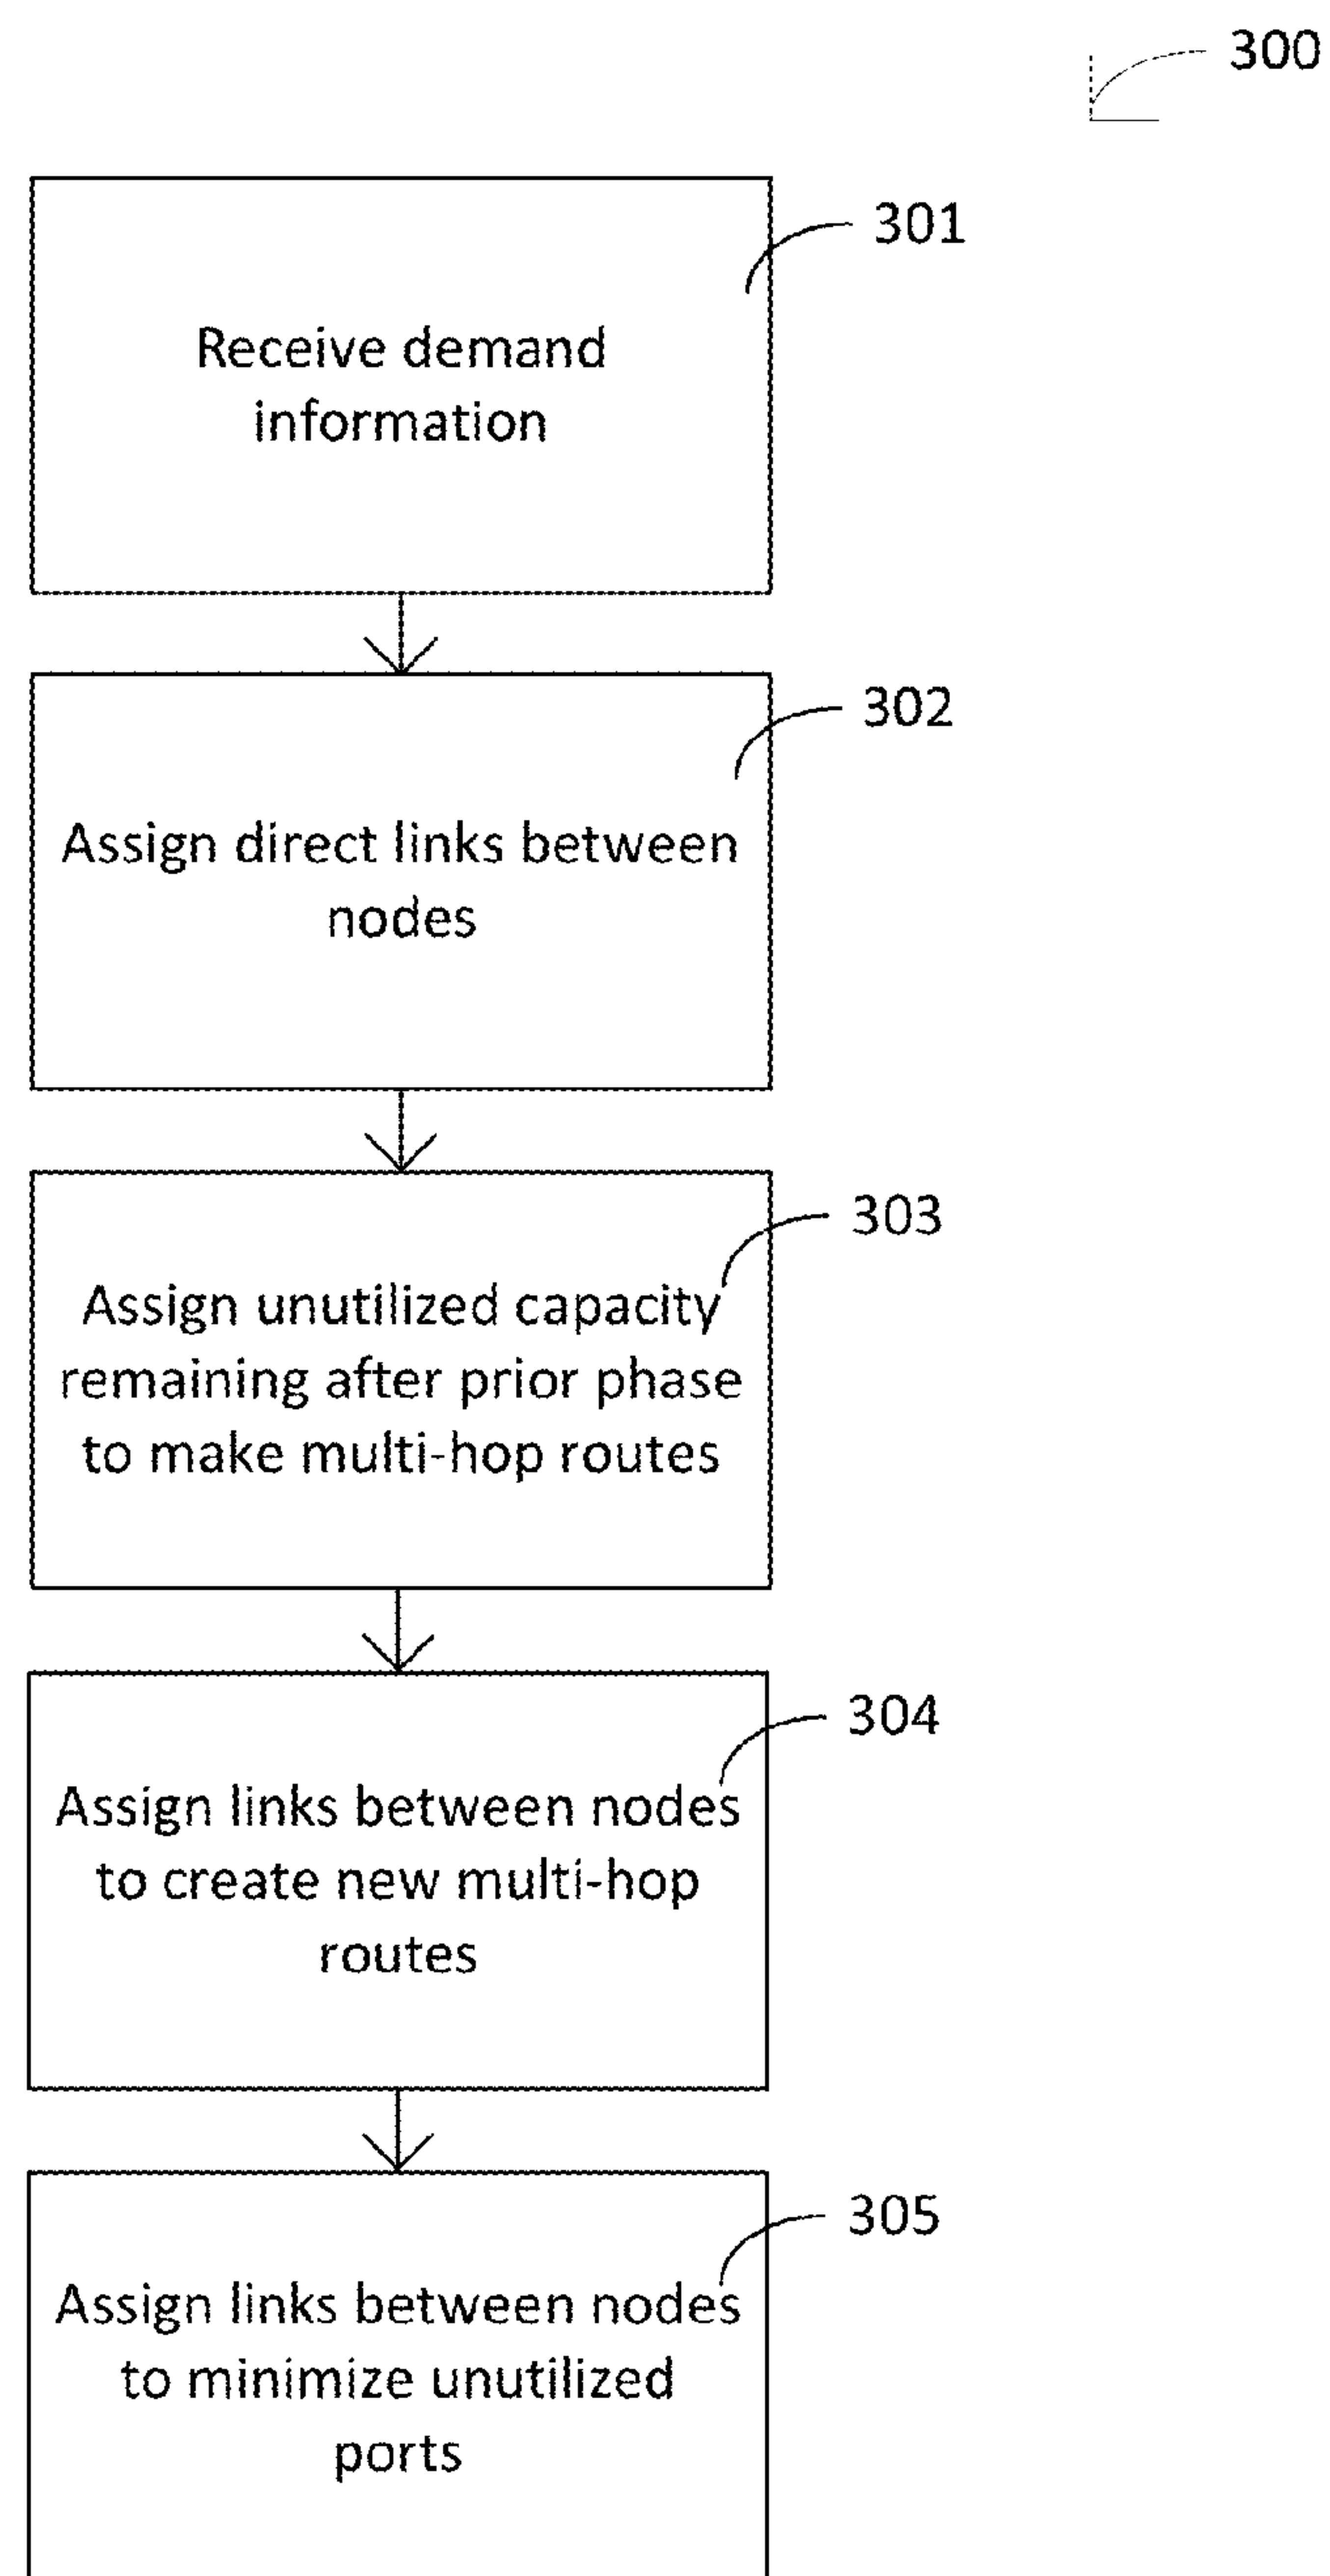 300
301
Receive demand
information
302
Assign direct links between
nodes
303
Assign unutilized capacity
remaining after prior phase
to make multi-hop routes
304
Assign links between nodes
to create new multi-hop
routes
305
Assign links between nodes
to minimize unutilized
ports